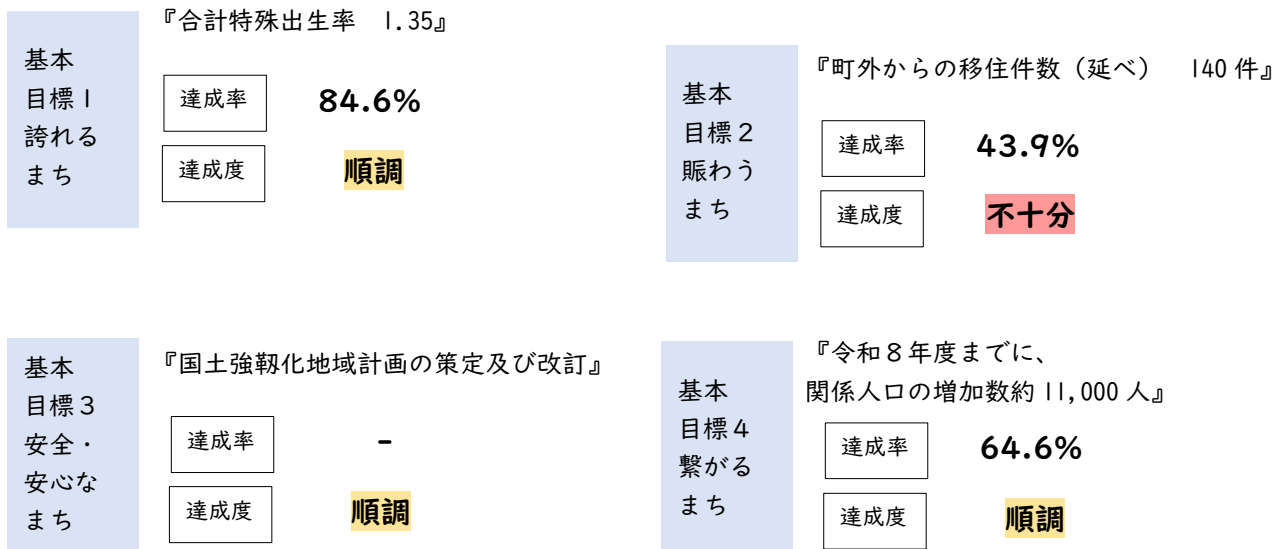 基本
目標1
誇れる
まち
『合計特殊出生率　1.35』
達成率
84.6%
達成度
順調
基本
目標2
賑わう
まち
『町外からの移住件数（延べ）　140件』
達成率
43.9%
達成度
不十分
基本
目標3
安全・
安心な
まち
『国土強靱化地域計画の策定及び改訂』
達成率
-
達成度
順調
基本
目標4
繋がる
まち
『令和8年度までに、
関係人口の増加数約11,000人』
達成率
64.6%
達成度
順調